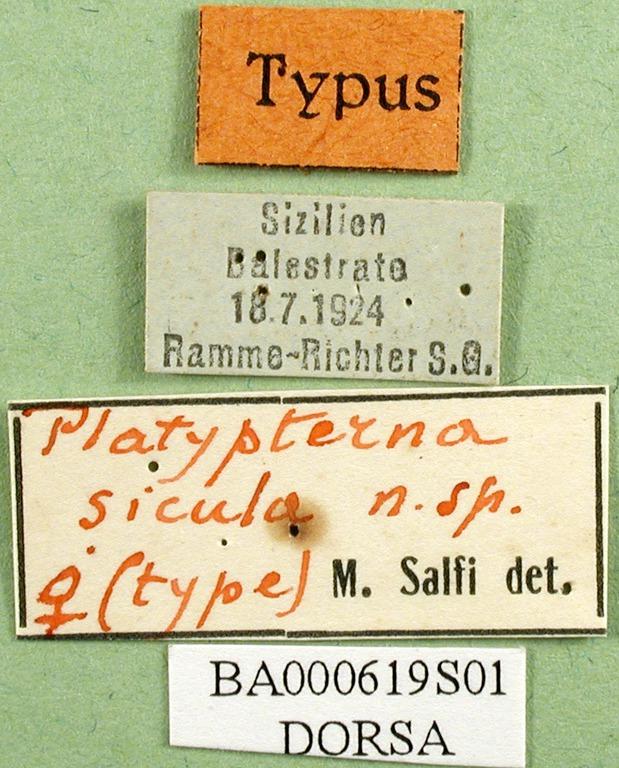 Typus
Sizilien
Balestrate
18.7.1924
Ramme-Richter S.G.
Platypterna
sicula n. sp.
♀ (type) M. Salfi det.
BA000619S01
DORSA